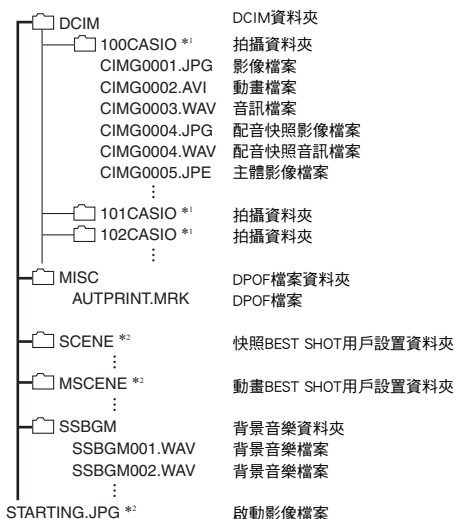 DCIM DCIM資料夾
100CASIO *1 拍攝資料夾
CIMG0001.JPG 影像檔案
CIMG0002.AVI 動畫檔案
CIMG0003.WAV 音訊檔案
CIMG0004.JPG 配音快照影像檔案
CIMG0004.WAV 配音快照音訊檔案
CIMG0005.JPE 主體影像檔案
⋮
101CASIO *1 拍攝資料夾
102CASIO *1 拍攝資料夾
⋮
MISC DPOF檔案資料夾
AUTPRINT.MRK DPOF檔案
SCENE *2 快照BEST SHOT用戶設置資料夾
⋮
MSCENE *2 動畫BEST SHOT用戶設置資料夾
⋮
SSBGM 背景音樂資料夾
SSBGM001.WAV 背景音樂檔案
SSBGM002.WAV 背景音樂檔案
⋮
STARTING.JPG *2 啟動影像檔案